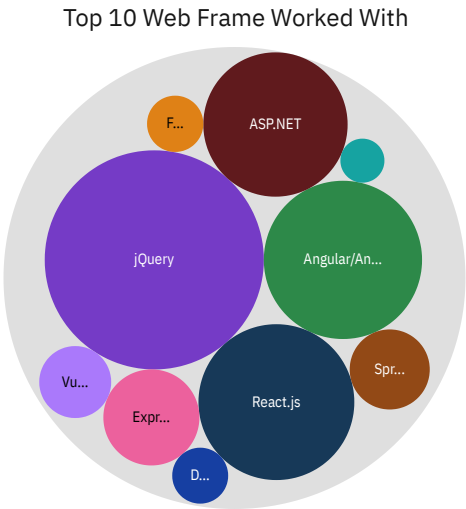 Top 10 Web Frame Worked With
F...
ASP.NET
jQuery
Angular/An...
Spr...
Vu...
React.js
Expr...
D...